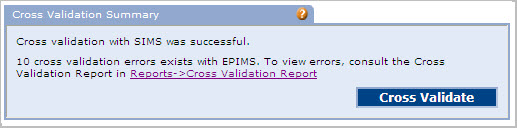 Cross Validation Summary
?
Cross validation with SIMS was successful.
10 cross validation errors exists with EPIMS. To view errors, consult the Cross
Validation Report in Reports->Cross Validation Report
Cross Validate